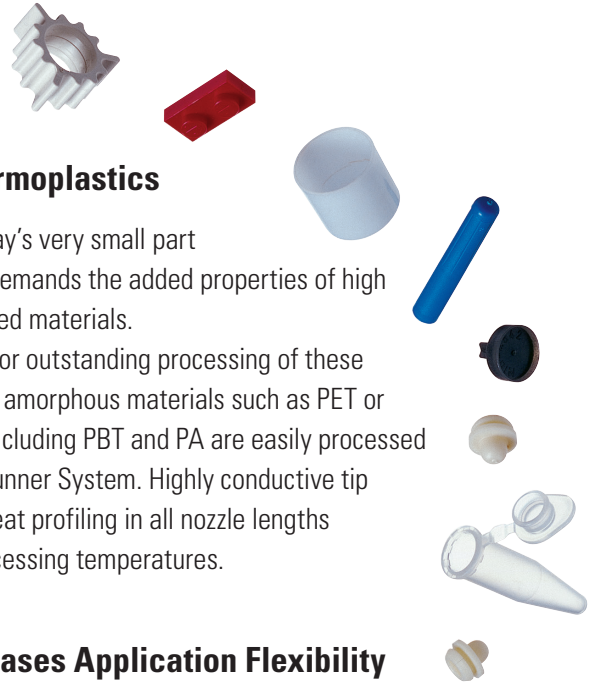 rmoplastics
ay's very small part
emands the added properties of high
ed materials.
or outstanding processing of these
amorphous materials such as PET or
cluding PBT and PA are easily processed
unner System. Highly conductive tip
eat profiling in all nozzle lengths
cessing temperatures.
ases Application Flexibility